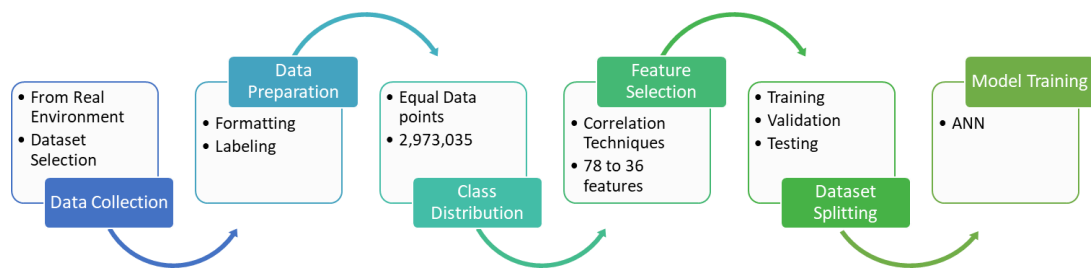 • From Real
Environment
• Dataset
Selection
Data Collection
Data
Preparation
• Formatting
• Labeling
• Equal Data
points
• 2,973,035
Class
Distribution
Feature
Selection
• Correlation
Techniques
• 78 to 36
features
• Training
• Validation
• Testing
Dataset
Splitting
Model Training
• ANN